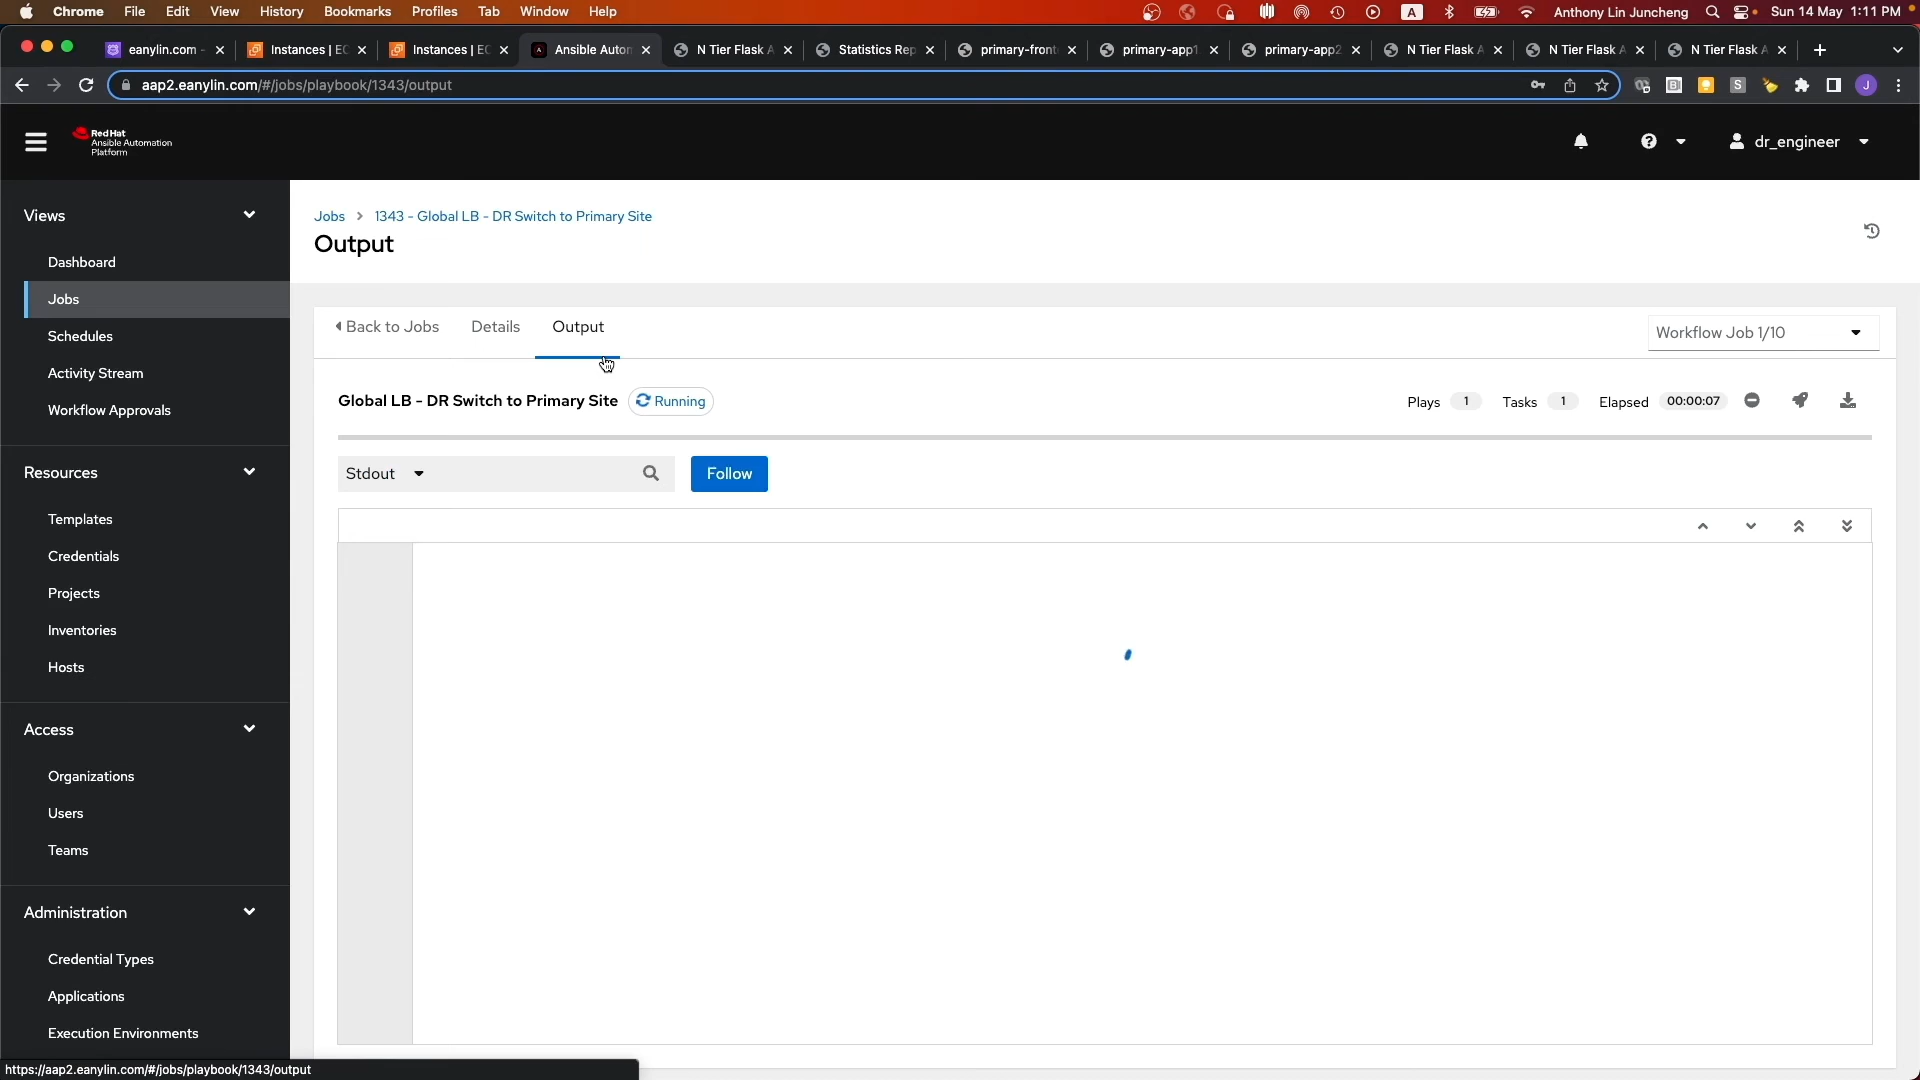 Chrome File Edit View History Bookmarks Profiles Tab Window Help A Anthony Lin Juncheng Sun 14 May 1:11 PM
eanylin.com - Instances | EC Instances | EC Ansible Autom N Tier Flask A Statistics Rep primary-front primary-app1 primary-app2 N Tier Flask A N Tier Flask A N Tier Flask A
aap2.eanylin.com/#/jobs/playbook/1343/output J
Red Hat
Ansible Automation
Platform
dr_engineer
Views
Dashboard
Jobs
Schedules
Activity Stream
Workflow Approvals
Resources
Templates
Credentials
Projects
Inventories
Hosts
Access
Organizations
Users
Teams
Administration
Credential Types
Applications
Execution Environments
Jobs > 1343 - Global LB - DR Switch to Primary Site
Output
Back to Jobs Details Output Workflow Job 1/10
Global LB - DR Switch to Primary Site Running Plays 1 Tasks 1 Elapsed 00:00:07
Stdout Follow
https://aap2.eanylin.com/#/jobs/playbook/1343/output